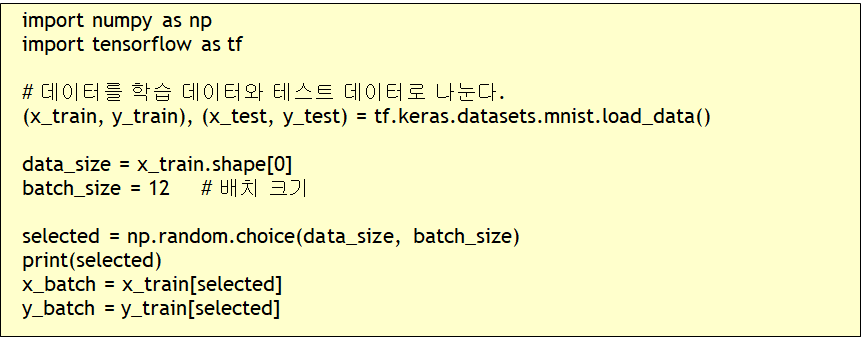 import numpy as np
import tensorflow as tf
# 데이터를 학습 데이터와 테스트 데이터로 나눈다.
(x_train, y_train), (x_test, y_test) = tf.keras.datasets.mnist.load_data()
data_size = x_train.shape[0]
batch_size = 12 # 배치 크기
selected = np.random.choice(data_size, batch_size)
print(selected)
x_batch = x_train[selected]
y_batch = y_train[selected]